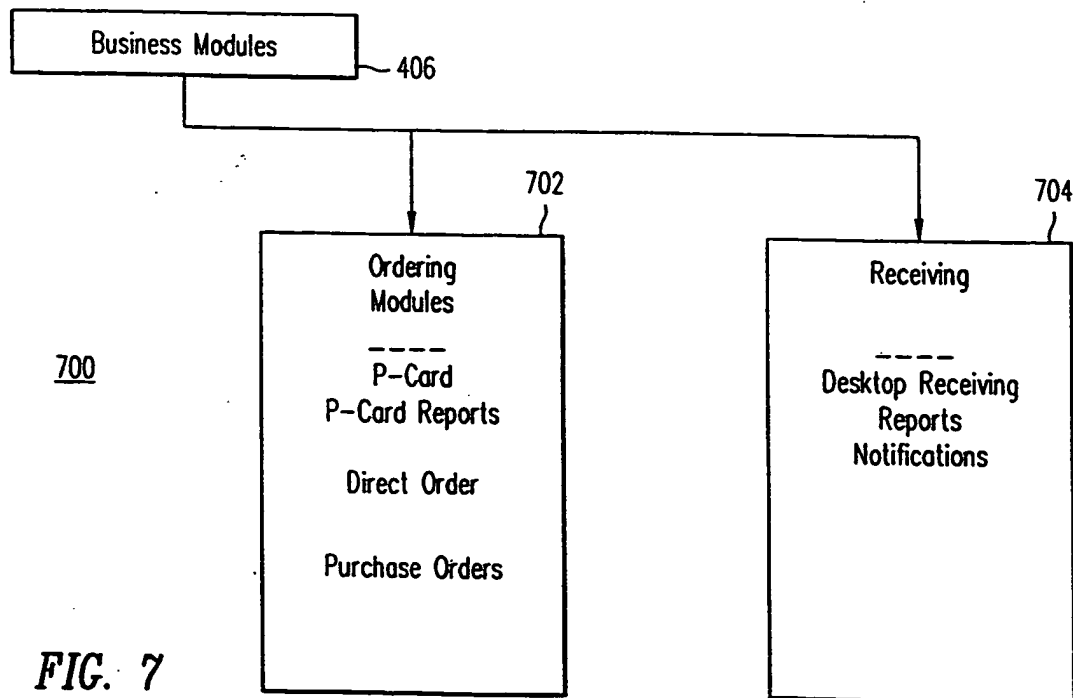 Business Modules
406
702
704
Ordering
Modules
----
P-Card
P-Card Reports
Direct Order
Purchase Orders
Receiving
----
Desktop Receiving
Reports
Notifications
700
FIG. 7